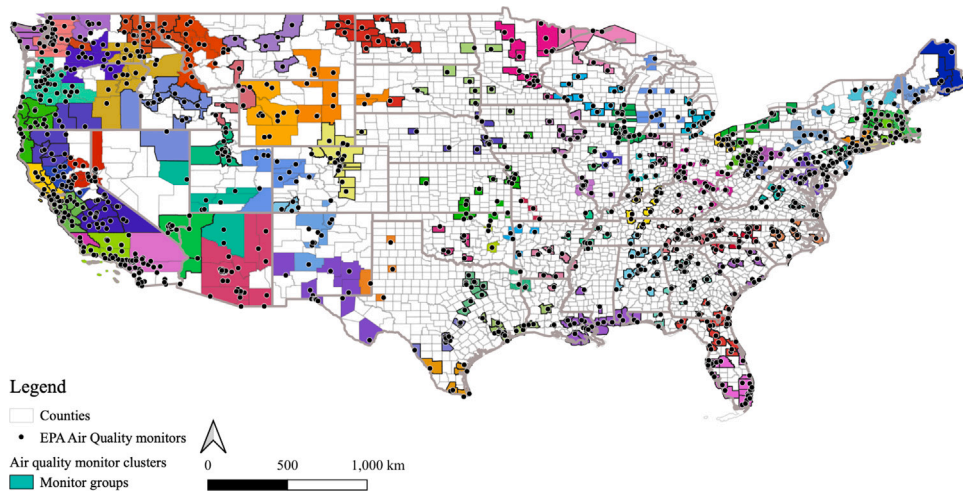 Legend
Counties
EPA Air Quality monitors
Air quality monitor clusters
Monitor groups
0 500 1,000 km